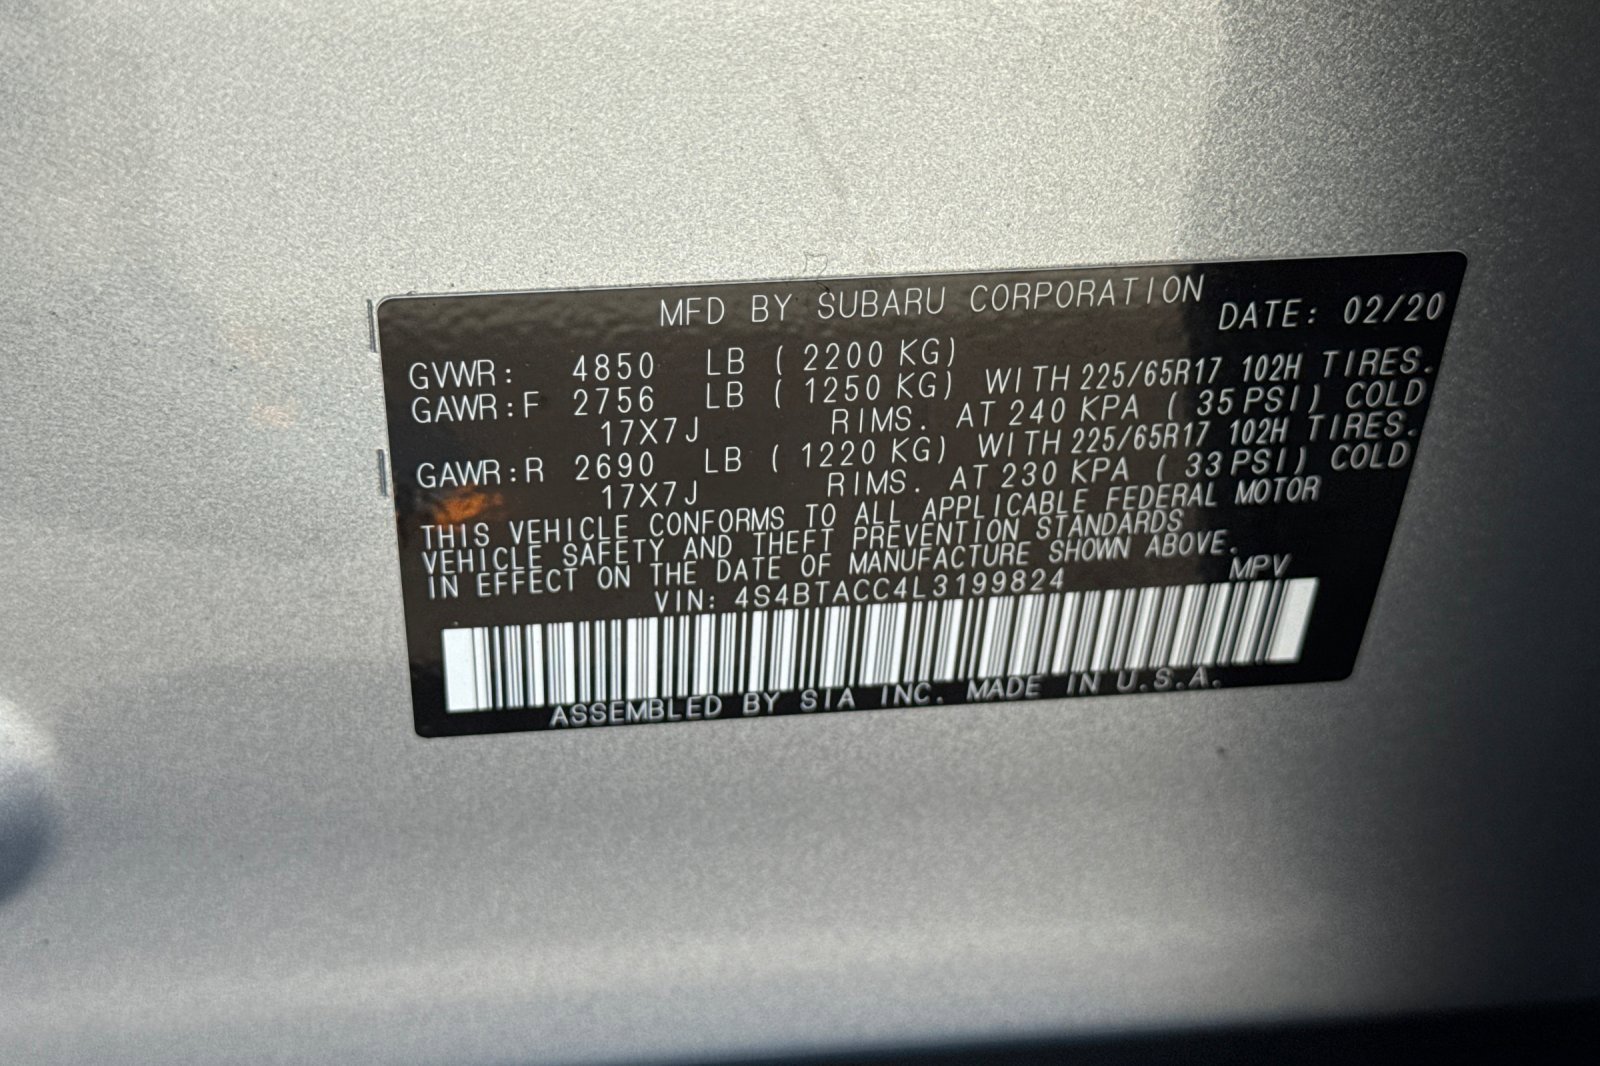 MFD BY SUBARU CORPORATION DATE: 02/20
GVWR: 4850 LB ( 2200 KG)
GAWR:F 2756 LB ( 1250 KG) WITH 225/65R17 102H TIRES.
17X7J RIMS. AT 240 KPA ( 35 PSI) COLD
GAWR:R 2690 LB ( 1220 KG) WITH 225/65R17 102H TIRES.
17X7J RIMS. AT 230 KPA ( 33 PSI) COLD
THIS VEHICLE CONFORMS TO ALL APPLICABLE FEDERAL MOTOR
VEHICLE SAFETY AND THEFT PREVENTION STANDARDS
IN EFFECT ON THE DATE OF MANUFACTURE SHOWN ABOVE.
VIN: 4S4BTACC4L3199824 MPV
ASSEMBLED BY SIA INC. MADE IN U.S.A.